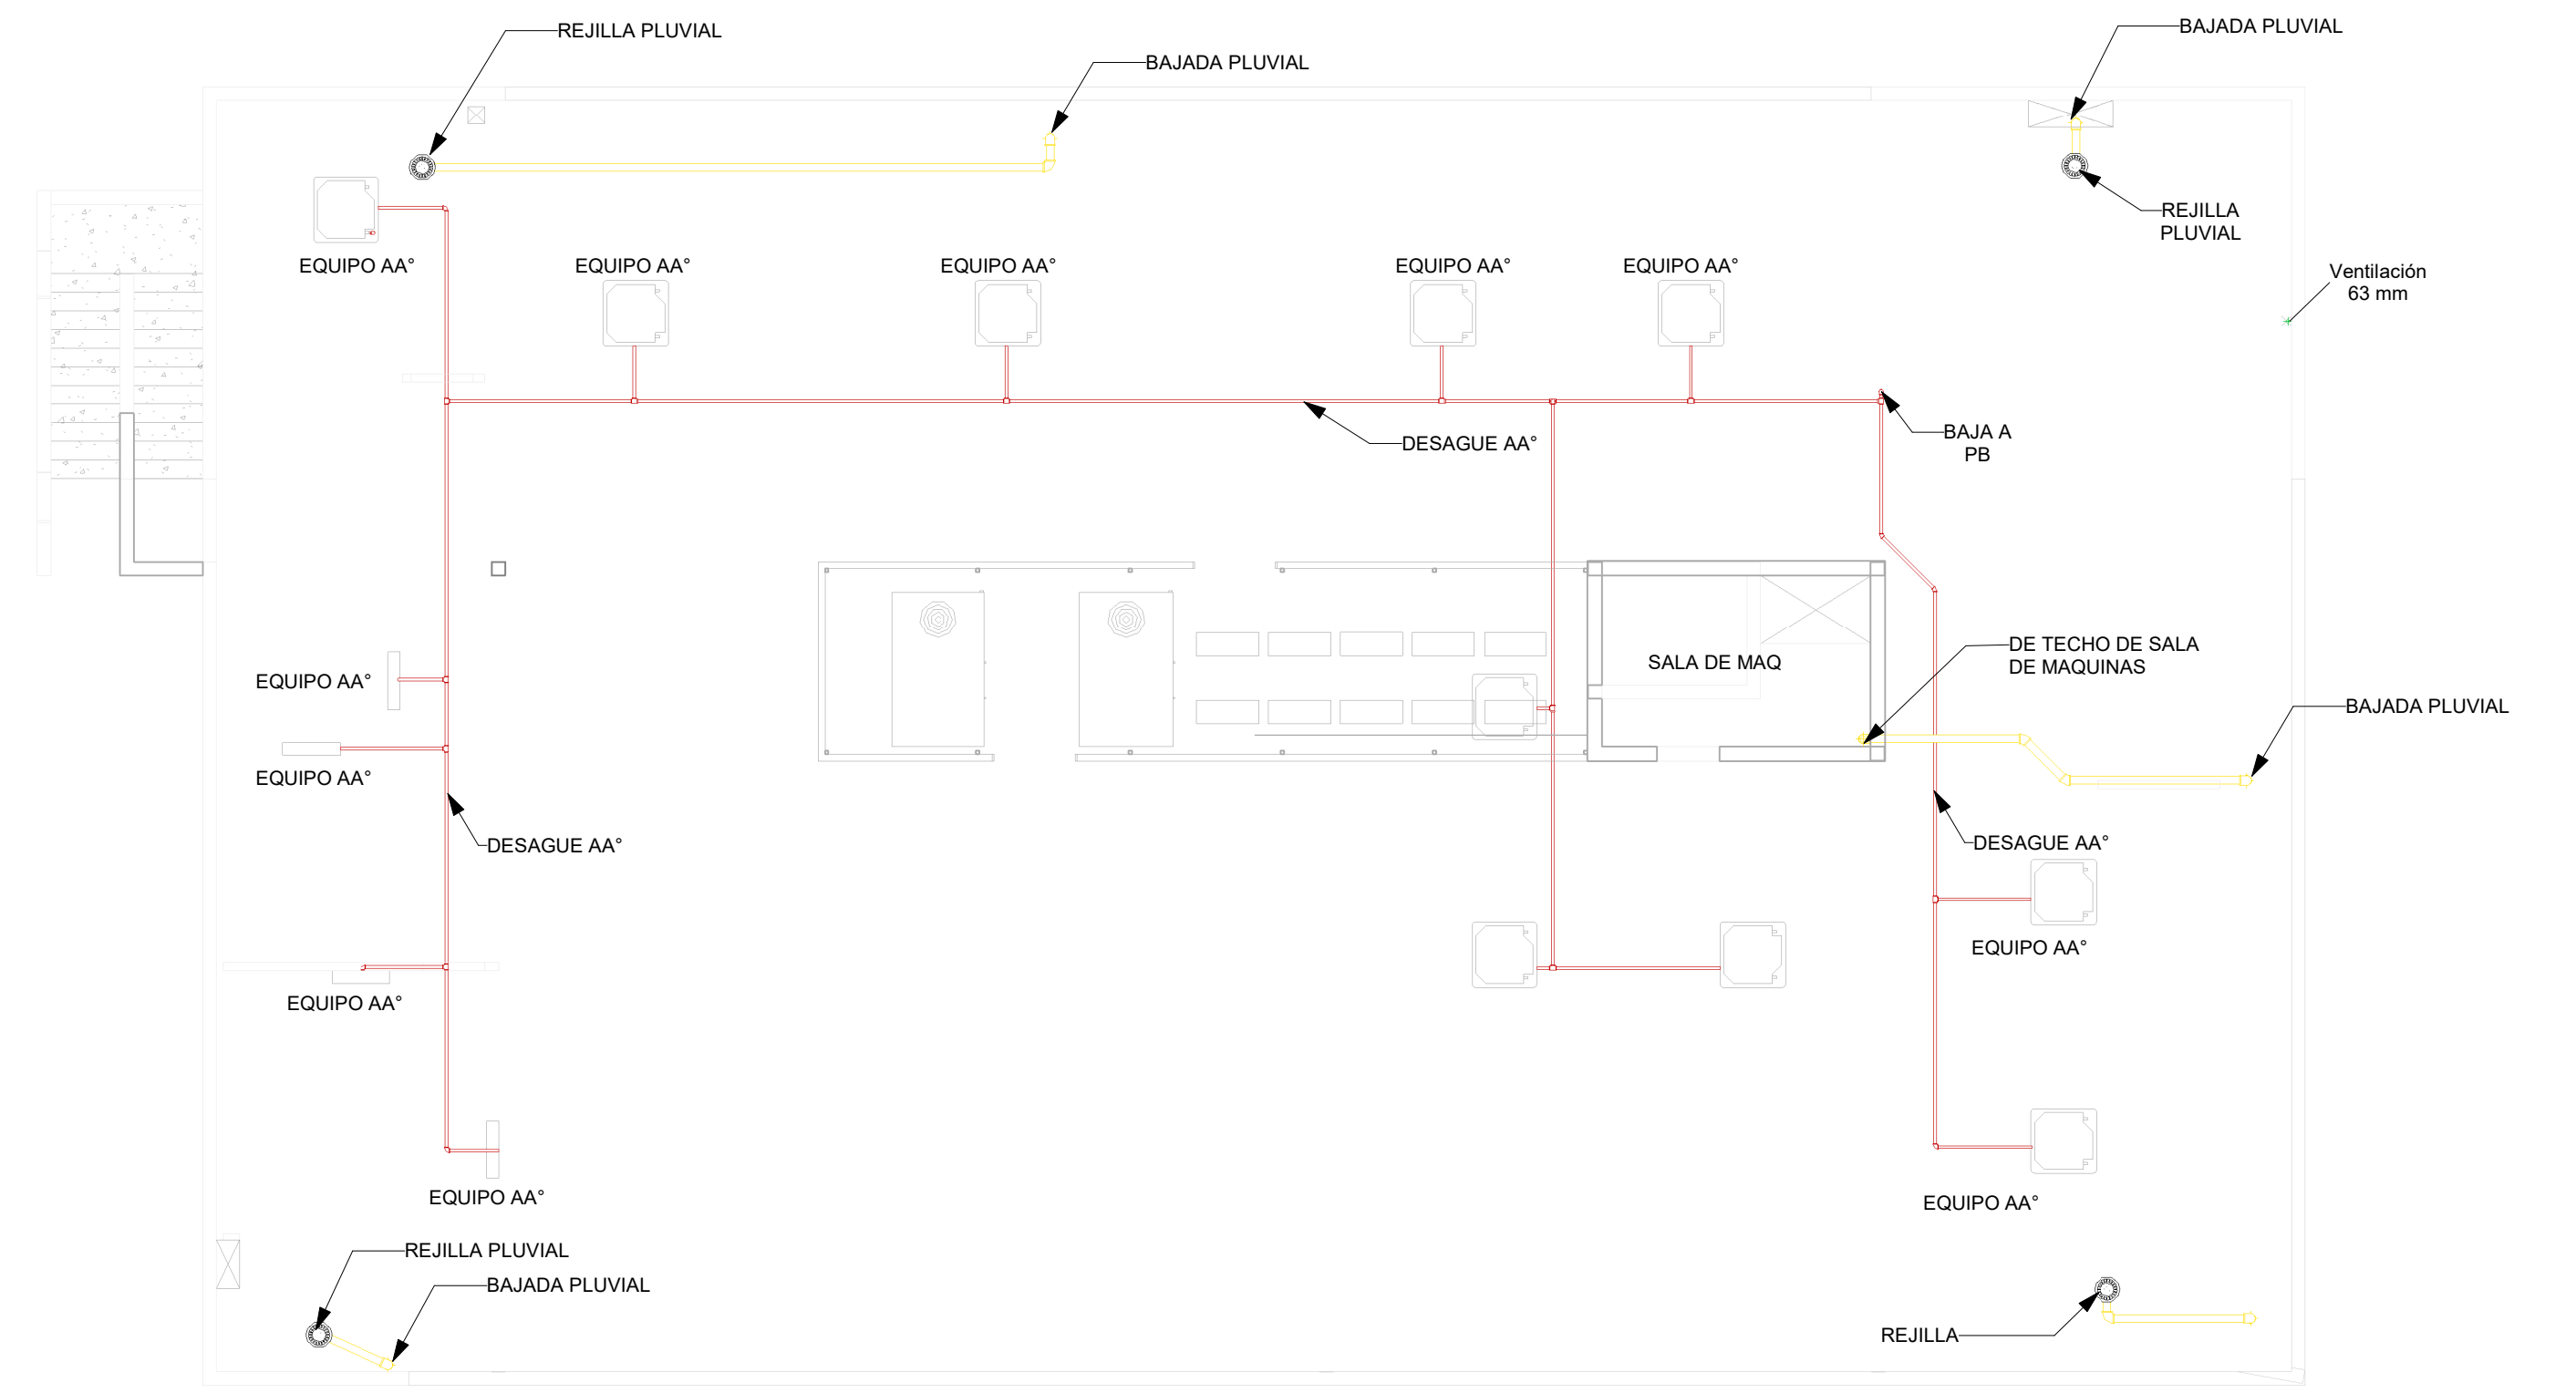 BAJADA PLUVIAL
REJILLA PLUVIAL
BAJADA PLUVIAL
REJILLA
PLUVIAL
EQUIPO AA°
EQUIPO AA°
EQUIPO AA°
EQUIPO AA°
EQUIPO AA°
Ventilación
63 mm
DESAGUE AA°
BAJA A
PB
DE TECHO DE SALA
DE MAQUINAS
SALA DE MAQ
EQUIPO AA°
BAJADA PLUVIAL
EQUIPO AA°
DESAGUE AA°
DESAGUE AA°
EQUIPO AA°
EQUIPO AA°
EQUIPO AA°
EQUIPO AA°
REJILLA PLUVIAL
BAJADA PLUVIAL
REJILLA